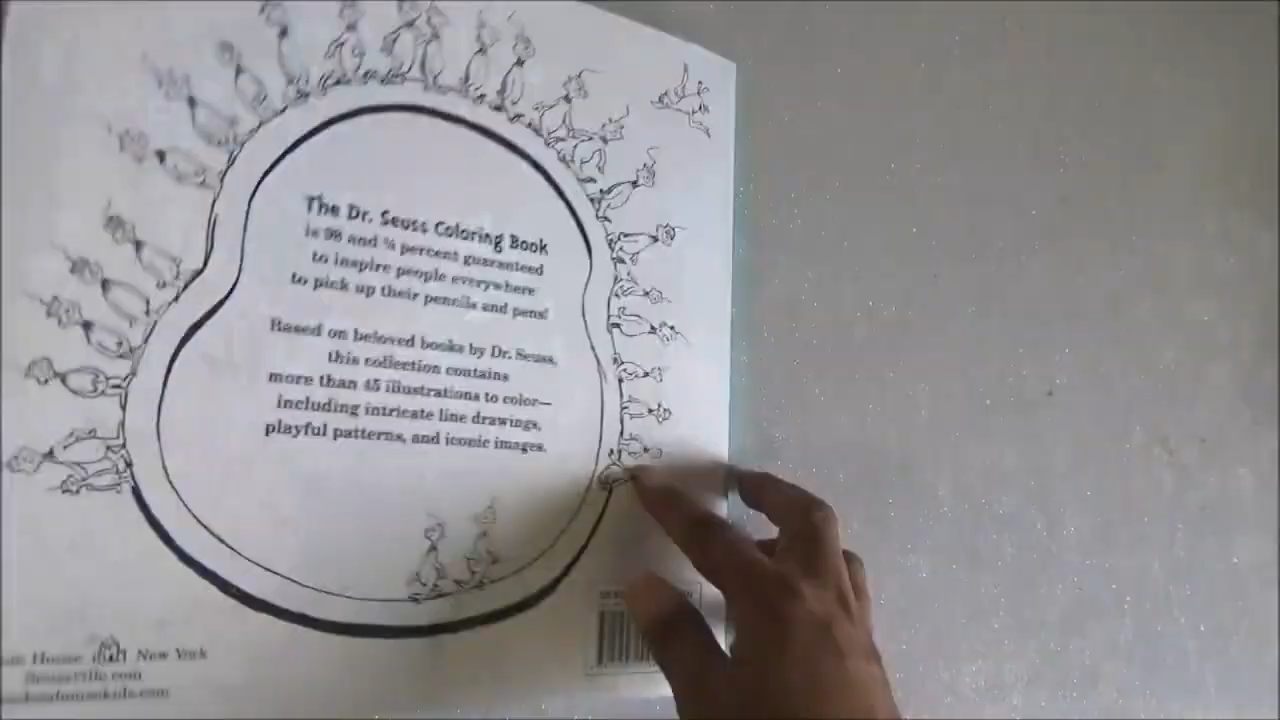 The Dr. Seuss Coloring Book
is 98 and ¾ percent guaranteed
to inspire people everywhere
to pick up their pencils and pens!
Based on beloved books by Dr. Seuss,
this collection contains
more than 45 illustrations to color—
including intricate line drawings,
playful patterns, and iconic images.
House New York
Seussville.com